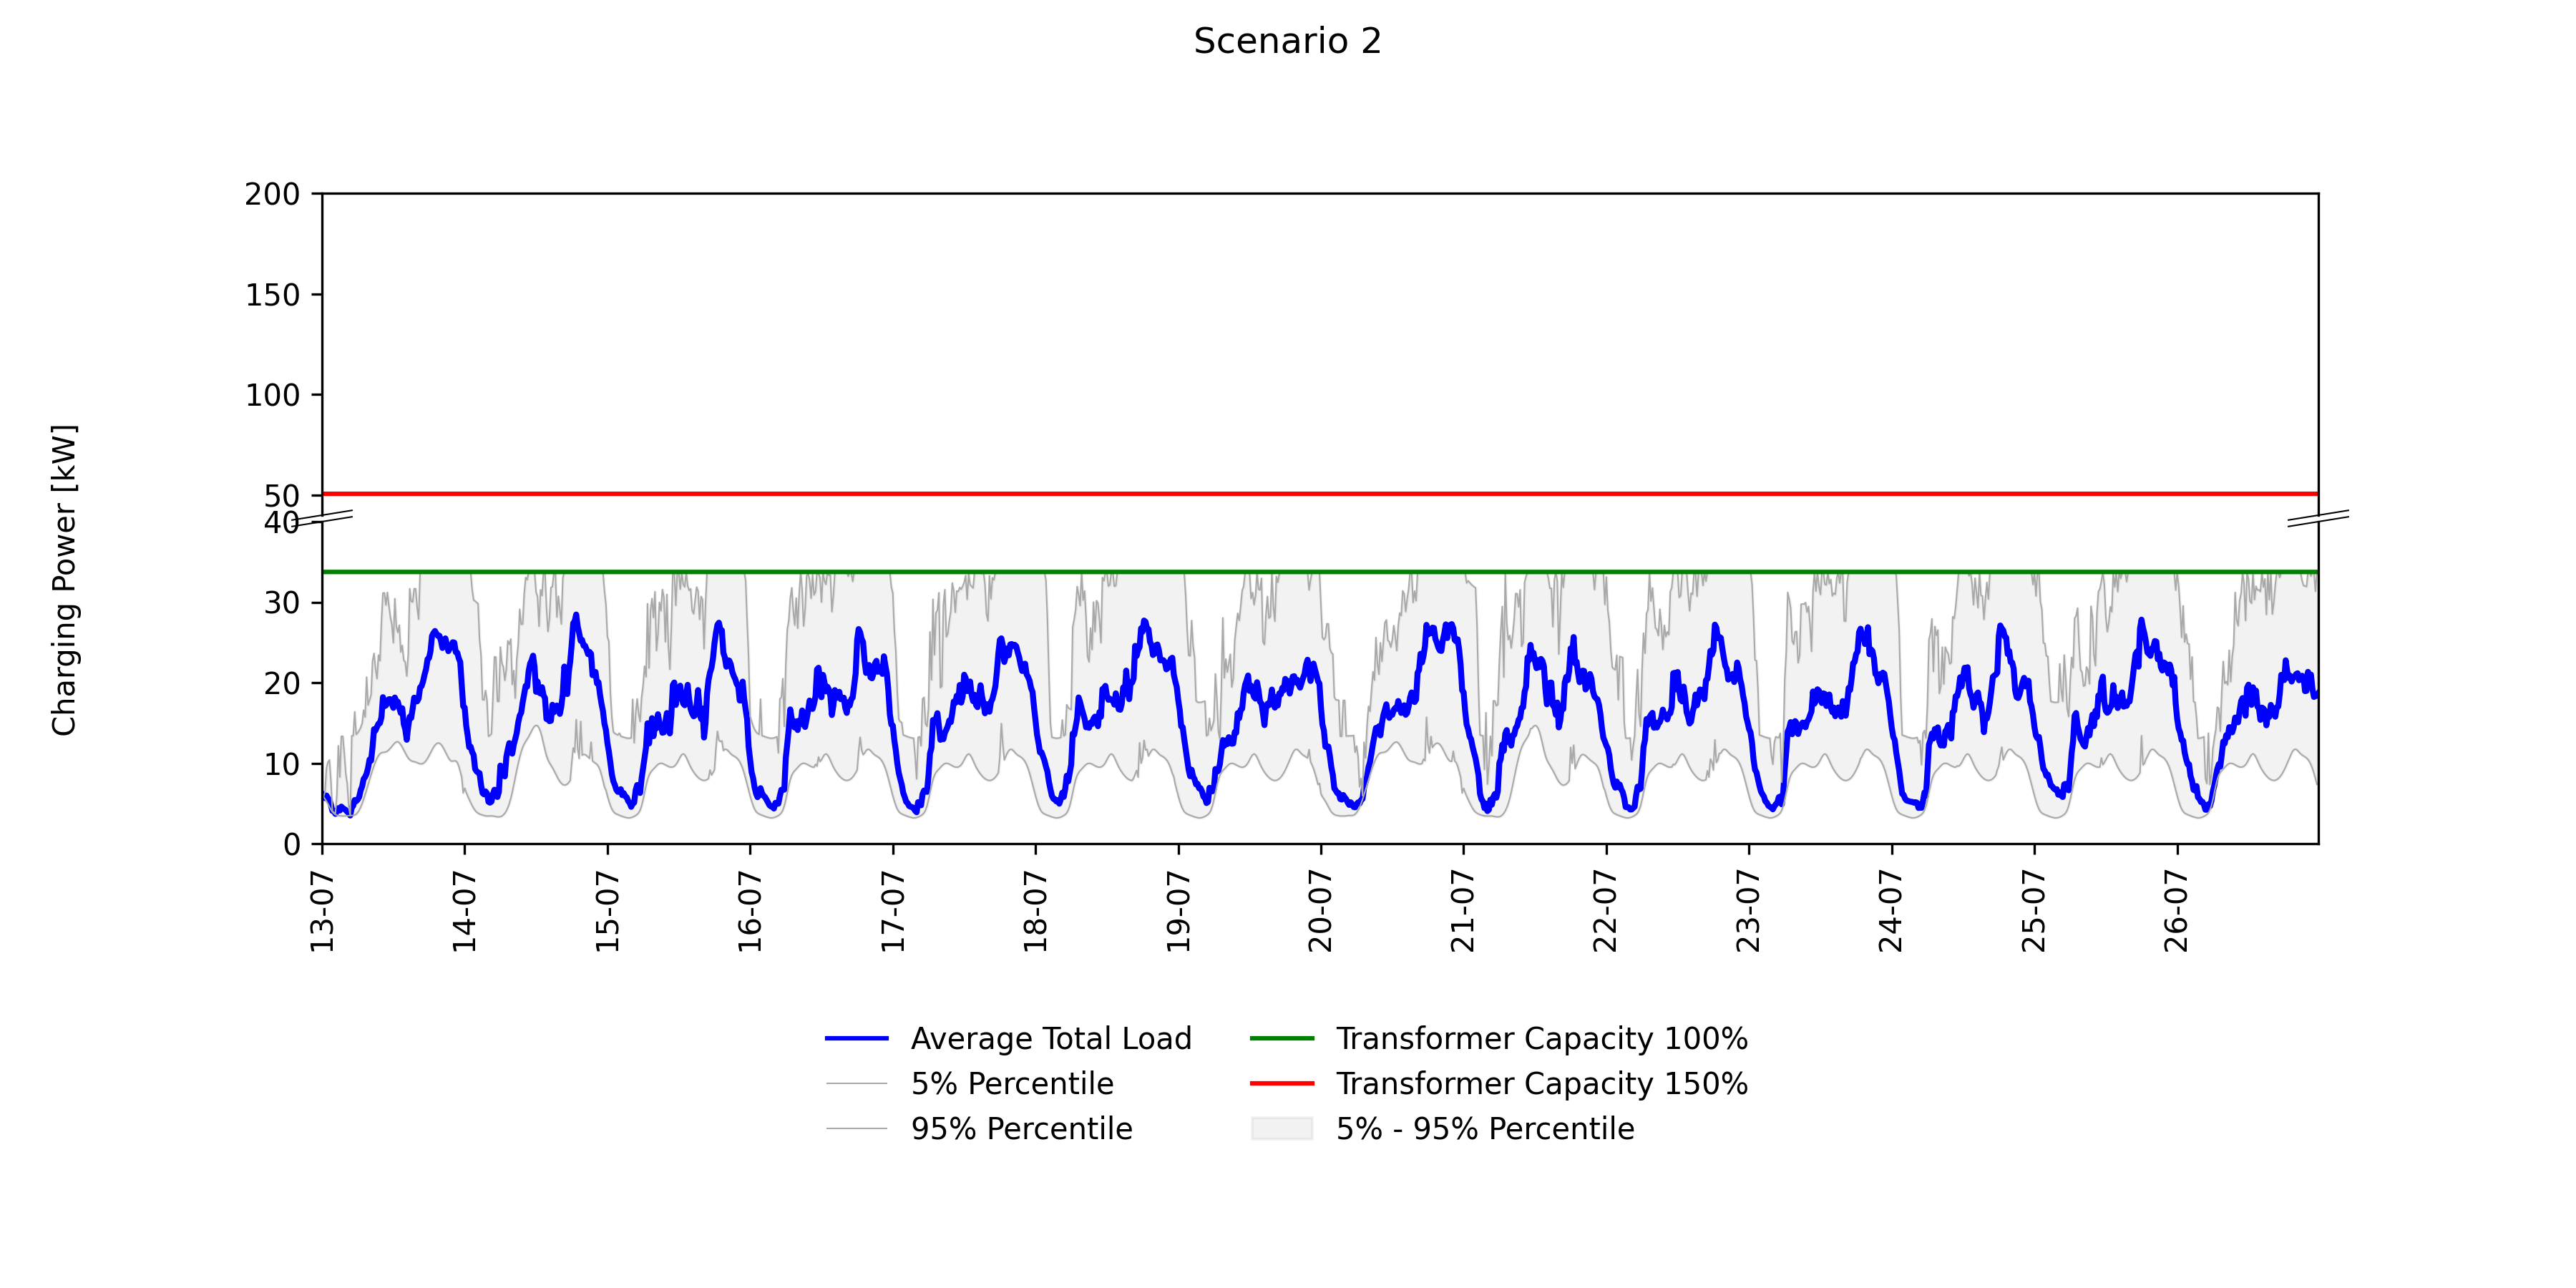 Scenario 2
Charging Power [kW]
200
150
100
50
40
30
20
10
0
13-07
14-07
15-07
16-07
17-07
18-07
19-07
20-07
21-07
22-07
23-07
24-07
25-07
26-07
Average Total Load
5% Percentile
95% Percentile
Transformer Capacity 100%
Transformer Capacity 150%
5% - 95% Percentile